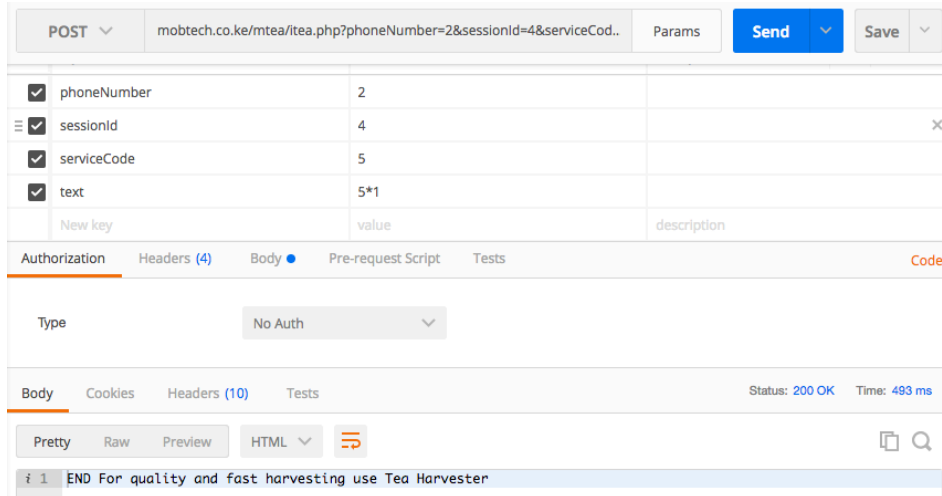 POST mobtech.co.ke/mtea/itea.php?phoneNumber=2&sessionId=4&serviceCod.. Params Send Save
phoneNumber 2
sessionId 4
serviceCode 5
text 5*1
New key value description
Authorization Headers (4) Body Pre-request Script Tests Code
Type No Auth
Body Cookies Headers (10) Tests Status: 200 OK Time: 493 ms
Pretty Raw Preview HTML
i 1 END For quality and fast harvesting use Tea Harvester